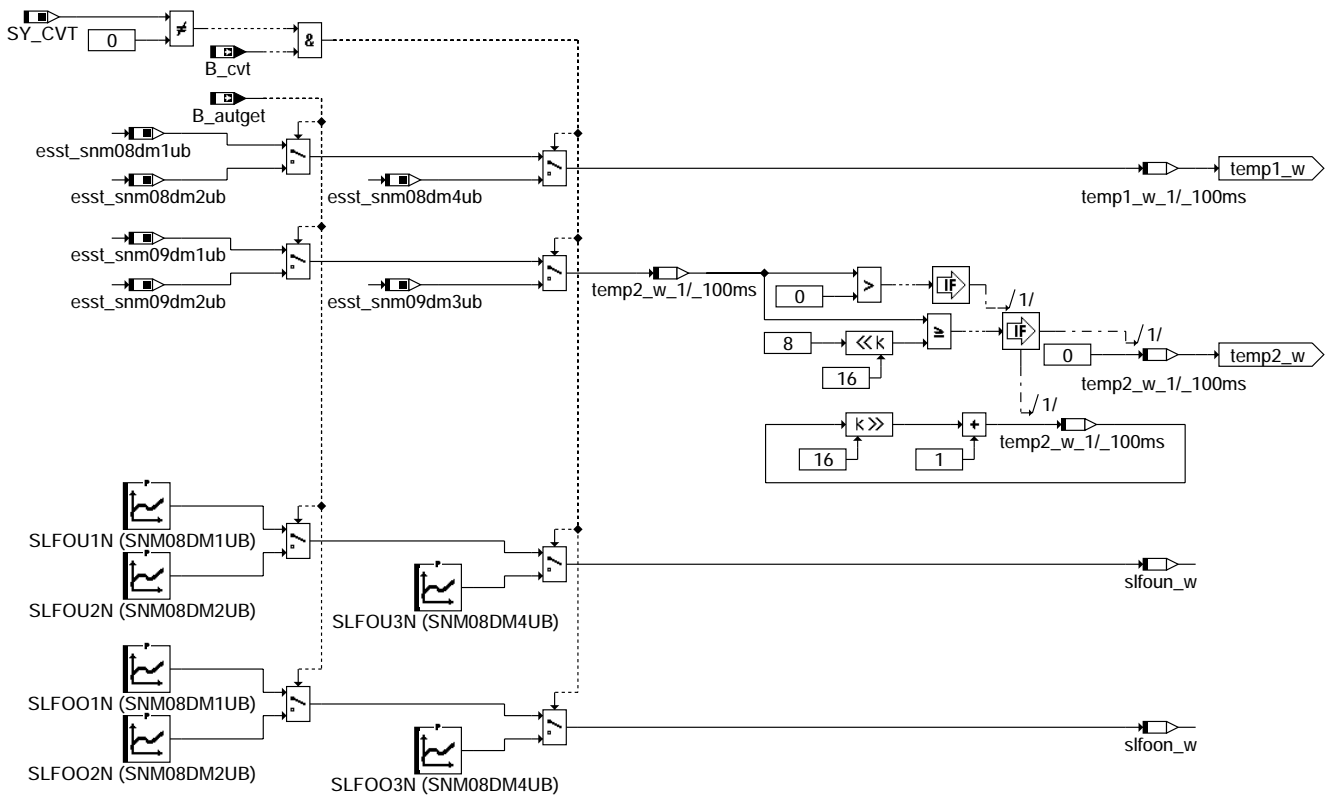 SY_CVT
0
≠
&
B_cvt
B_autget
esst_snm08dm1ub
esst_snm08dm2ub
esst_snm08dm4ub
temp1_w_1/_100ms
temp1_w
esst_snm09dm1ub
esst_snm09dm2ub
esst_snm09dm3ub
temp2_w_1/_100ms
0
>
IF
/1/
8
<<k
16
≥
IF
/1/
0
temp2_w_1/_100ms
temp2_w
/1/
k>>
16
+
1
temp2_w_1/_100ms
P
SLFOU1N (SNM08DM1UB)
P
SLFOU2N (SNM08DM2UB)
P
SLFOU3N (SNM08DM4UB)
slfoun_w
P
SLFOO1N (SNM08DM1UB)
P
SLFOO2N (SNM08DM2UB)
P
SLFOO3N (SNM08DM4UB)
slfoon_w